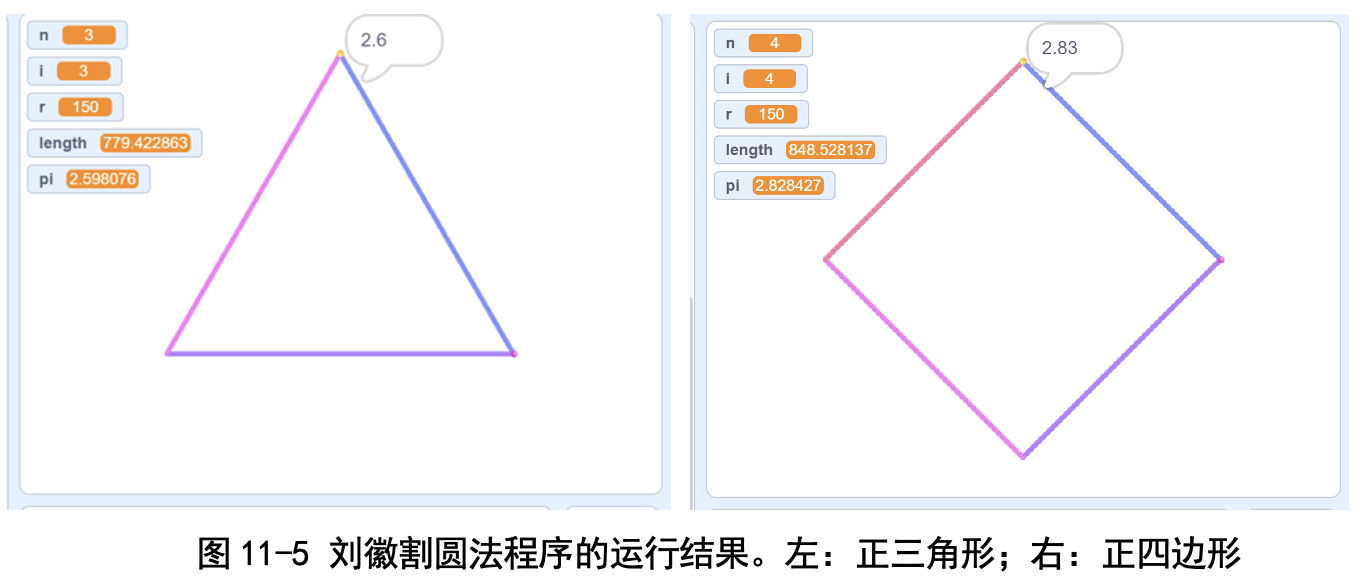 n 3
i 3
r 150
length 779.422863
pi 2.598076
2.6
n 4
i 4
r 150
length 848.528137
pi 2.828427
2.83
图 11-5 刘徽割圆法程序的运行结果。左：正三角形；右：正四边形